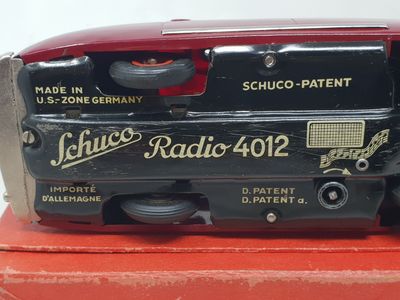 MADE IN
U.S.-ZONE GERMANY
SCHUCO-PATENT
Schuco Radio 4012
IMPORTÉ
D'ALLEMAGNE
D. PATENT
D. PATENT a.